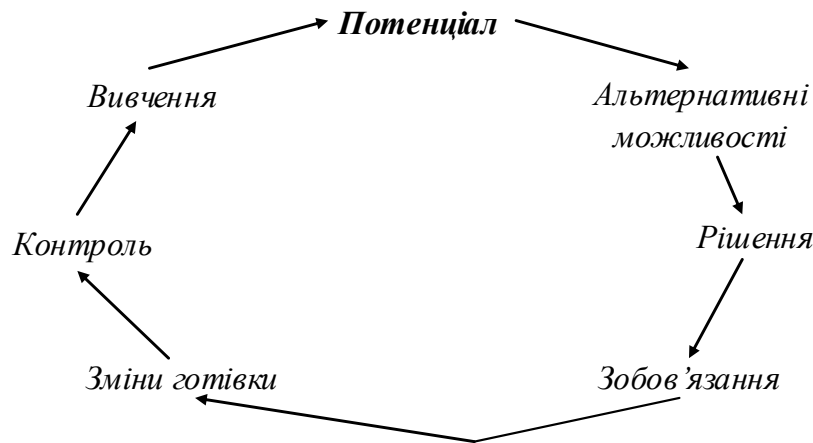 Потенціал
Вивчення
Альтернативні
можливості
Контроль
Рішення
Зміни готівки
Зобов’язання